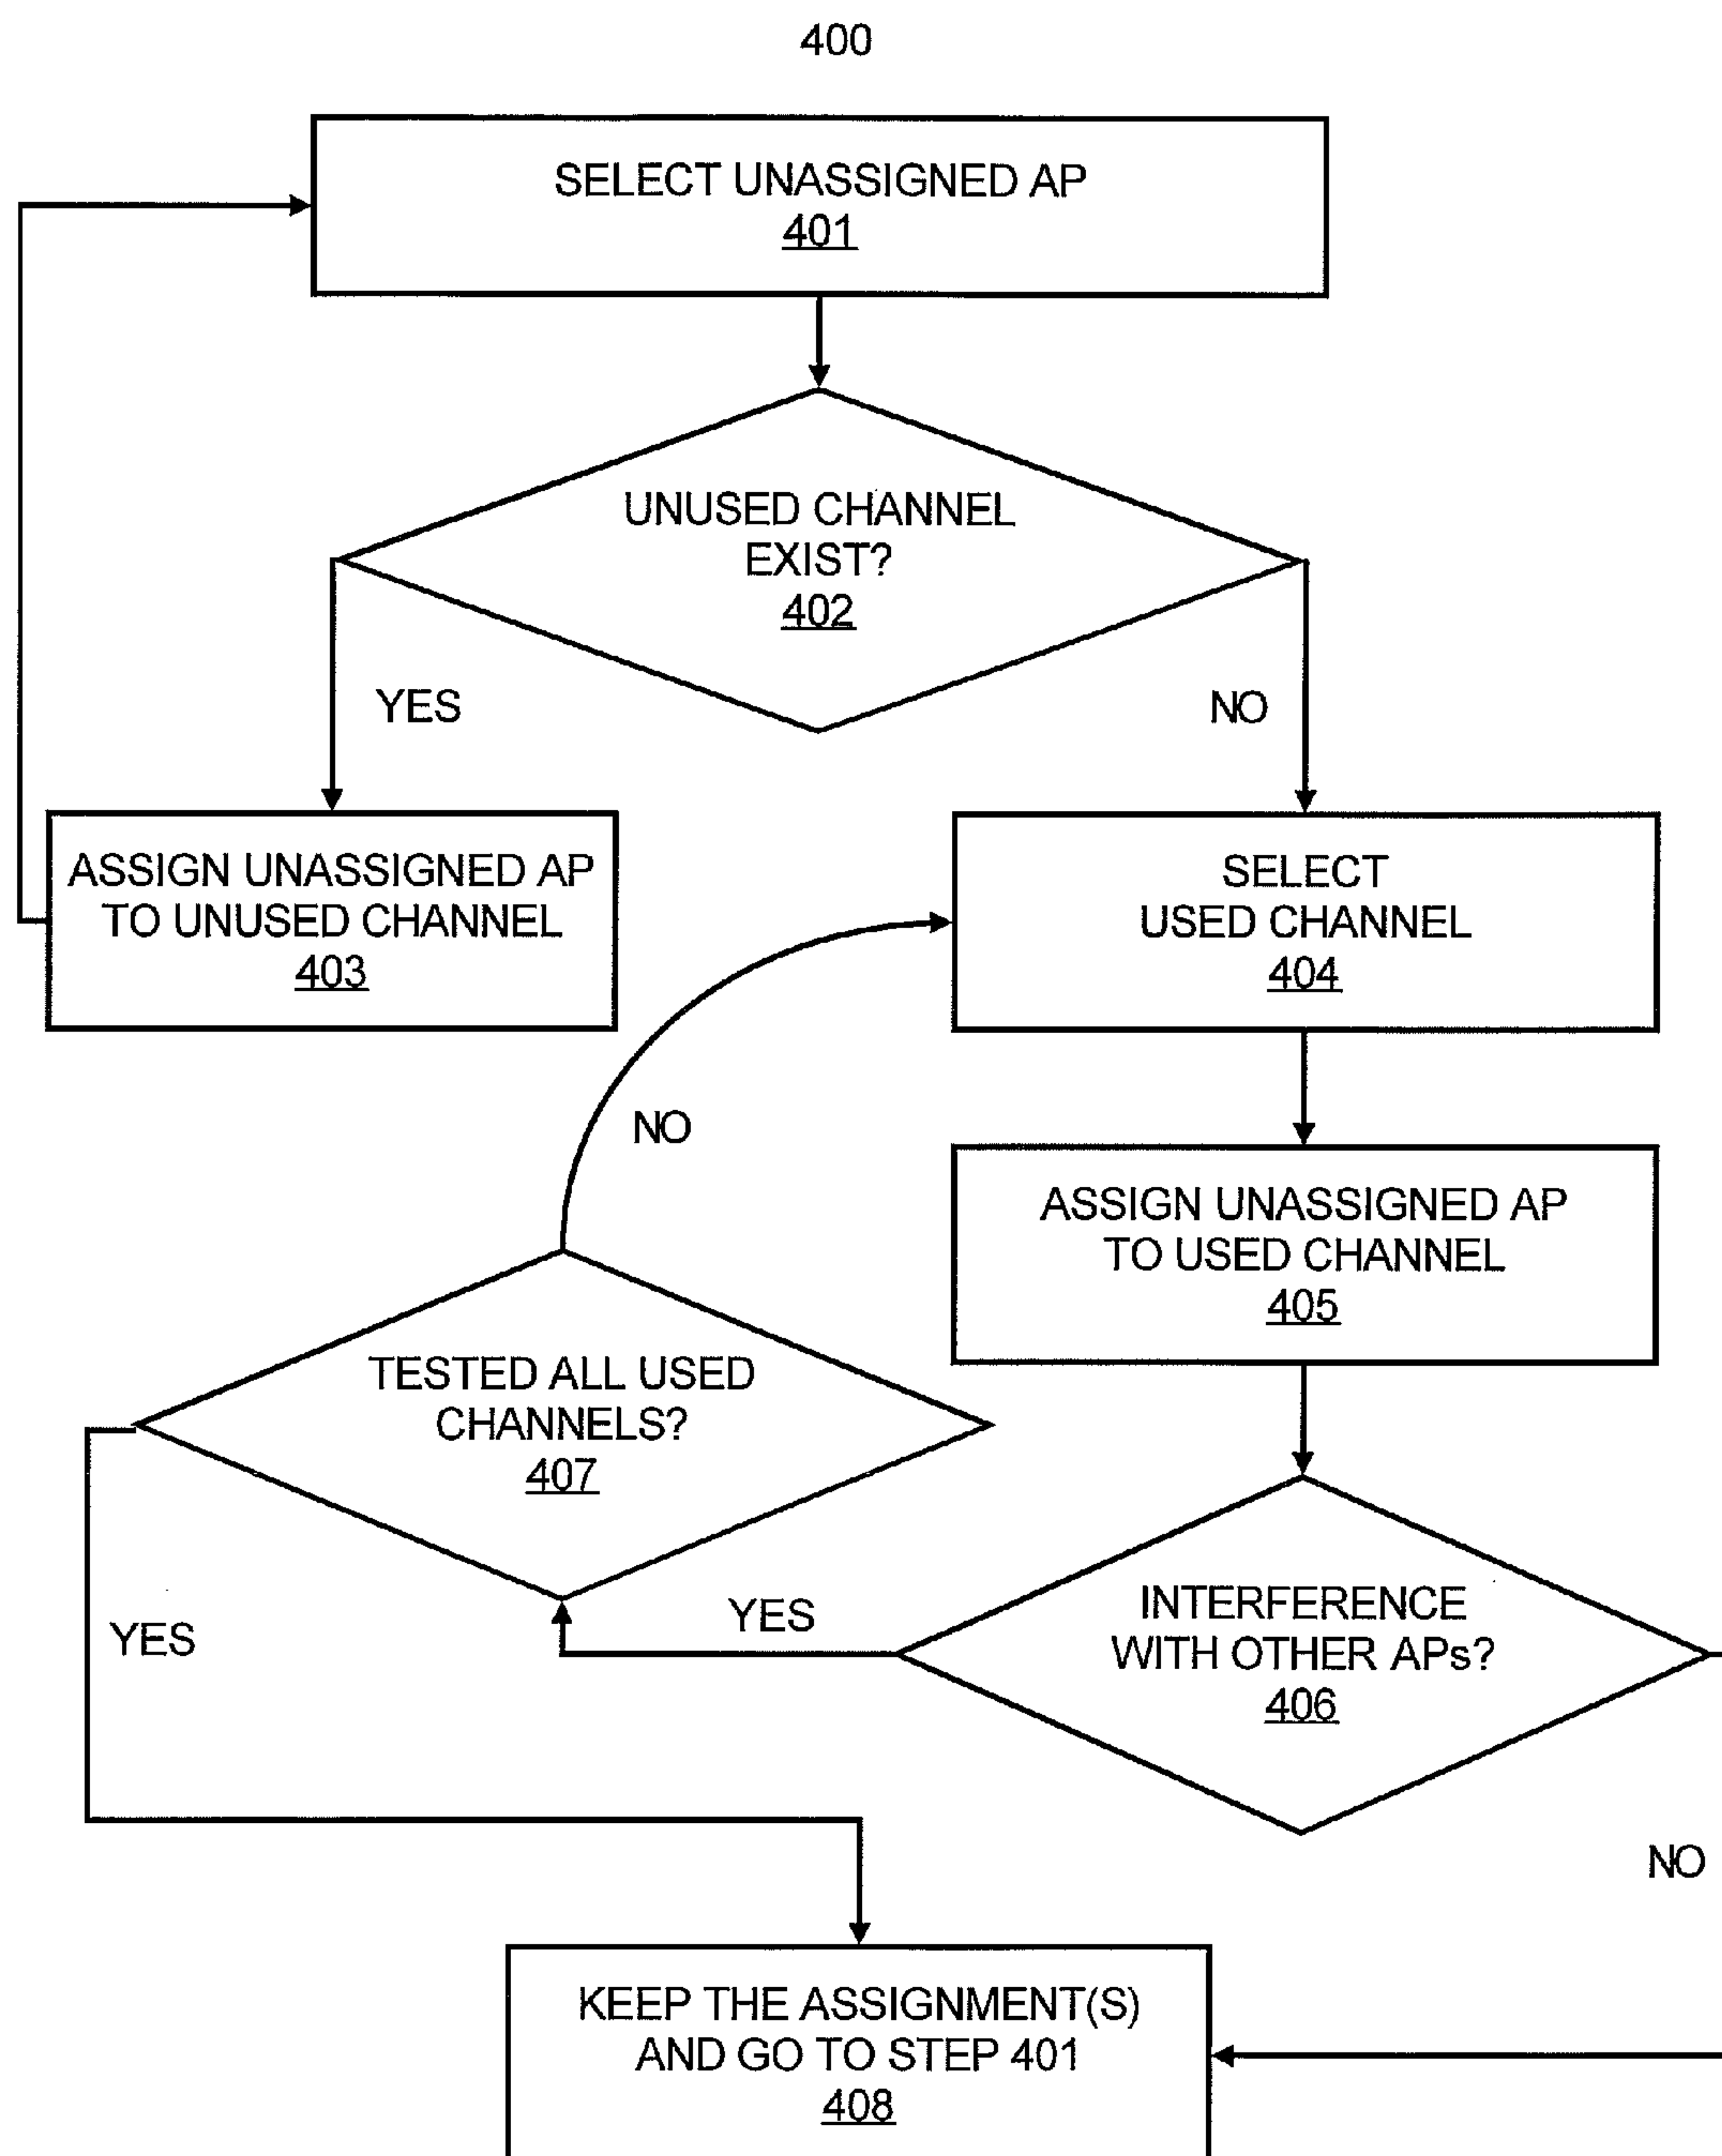 400
SELECT UNASSIGNED AP
401
UNUSED CHANNEL
EXIST?
402
YES
NO
ASSIGN UNASSIGNED AP
TO UNUSED CHANNEL
403
SELECT
USED CHANNEL
404
NO
ASSIGN UNASSIGNED AP
TO USED CHANNEL
405
TESTED ALL USED
CHANNELS?
407
YES
YES
INTERFERENCE
WITH OTHER APs?
406
NO
KEEP THE ASSIGNMENT(S)
AND GO TO STEP 401
408